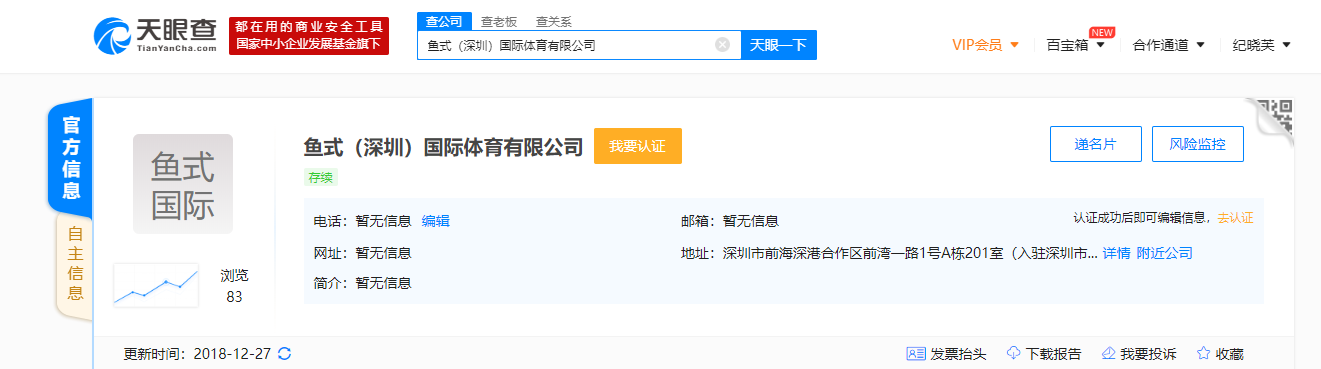 天眼查
TianYanCha.com
都在用的商业安全工具
国家中小企业发展基金旗下
查公司 查老板 查关系
鱼式（深圳）国际体育有限公司 天眼一下
VIP会员 百宝箱 NEW 合作通道 纪晓芙
官方信息
自主信息
鱼式
国际
鱼式（深圳）国际体育有限公司 我要认证
递名片 风险监控
存续
电话：暂无信息 编辑 邮箱：暂无信息 认证成功后即可编辑信息，去认证
网址：暂无信息 地址：深圳市前海深港合作区前湾一路1号A栋201室（入驻深圳市... 详情 附近公司
简介：暂无信息
浏览
83
更新时间：2018-12-27 发票抬头 下载报告 我要投诉 收藏